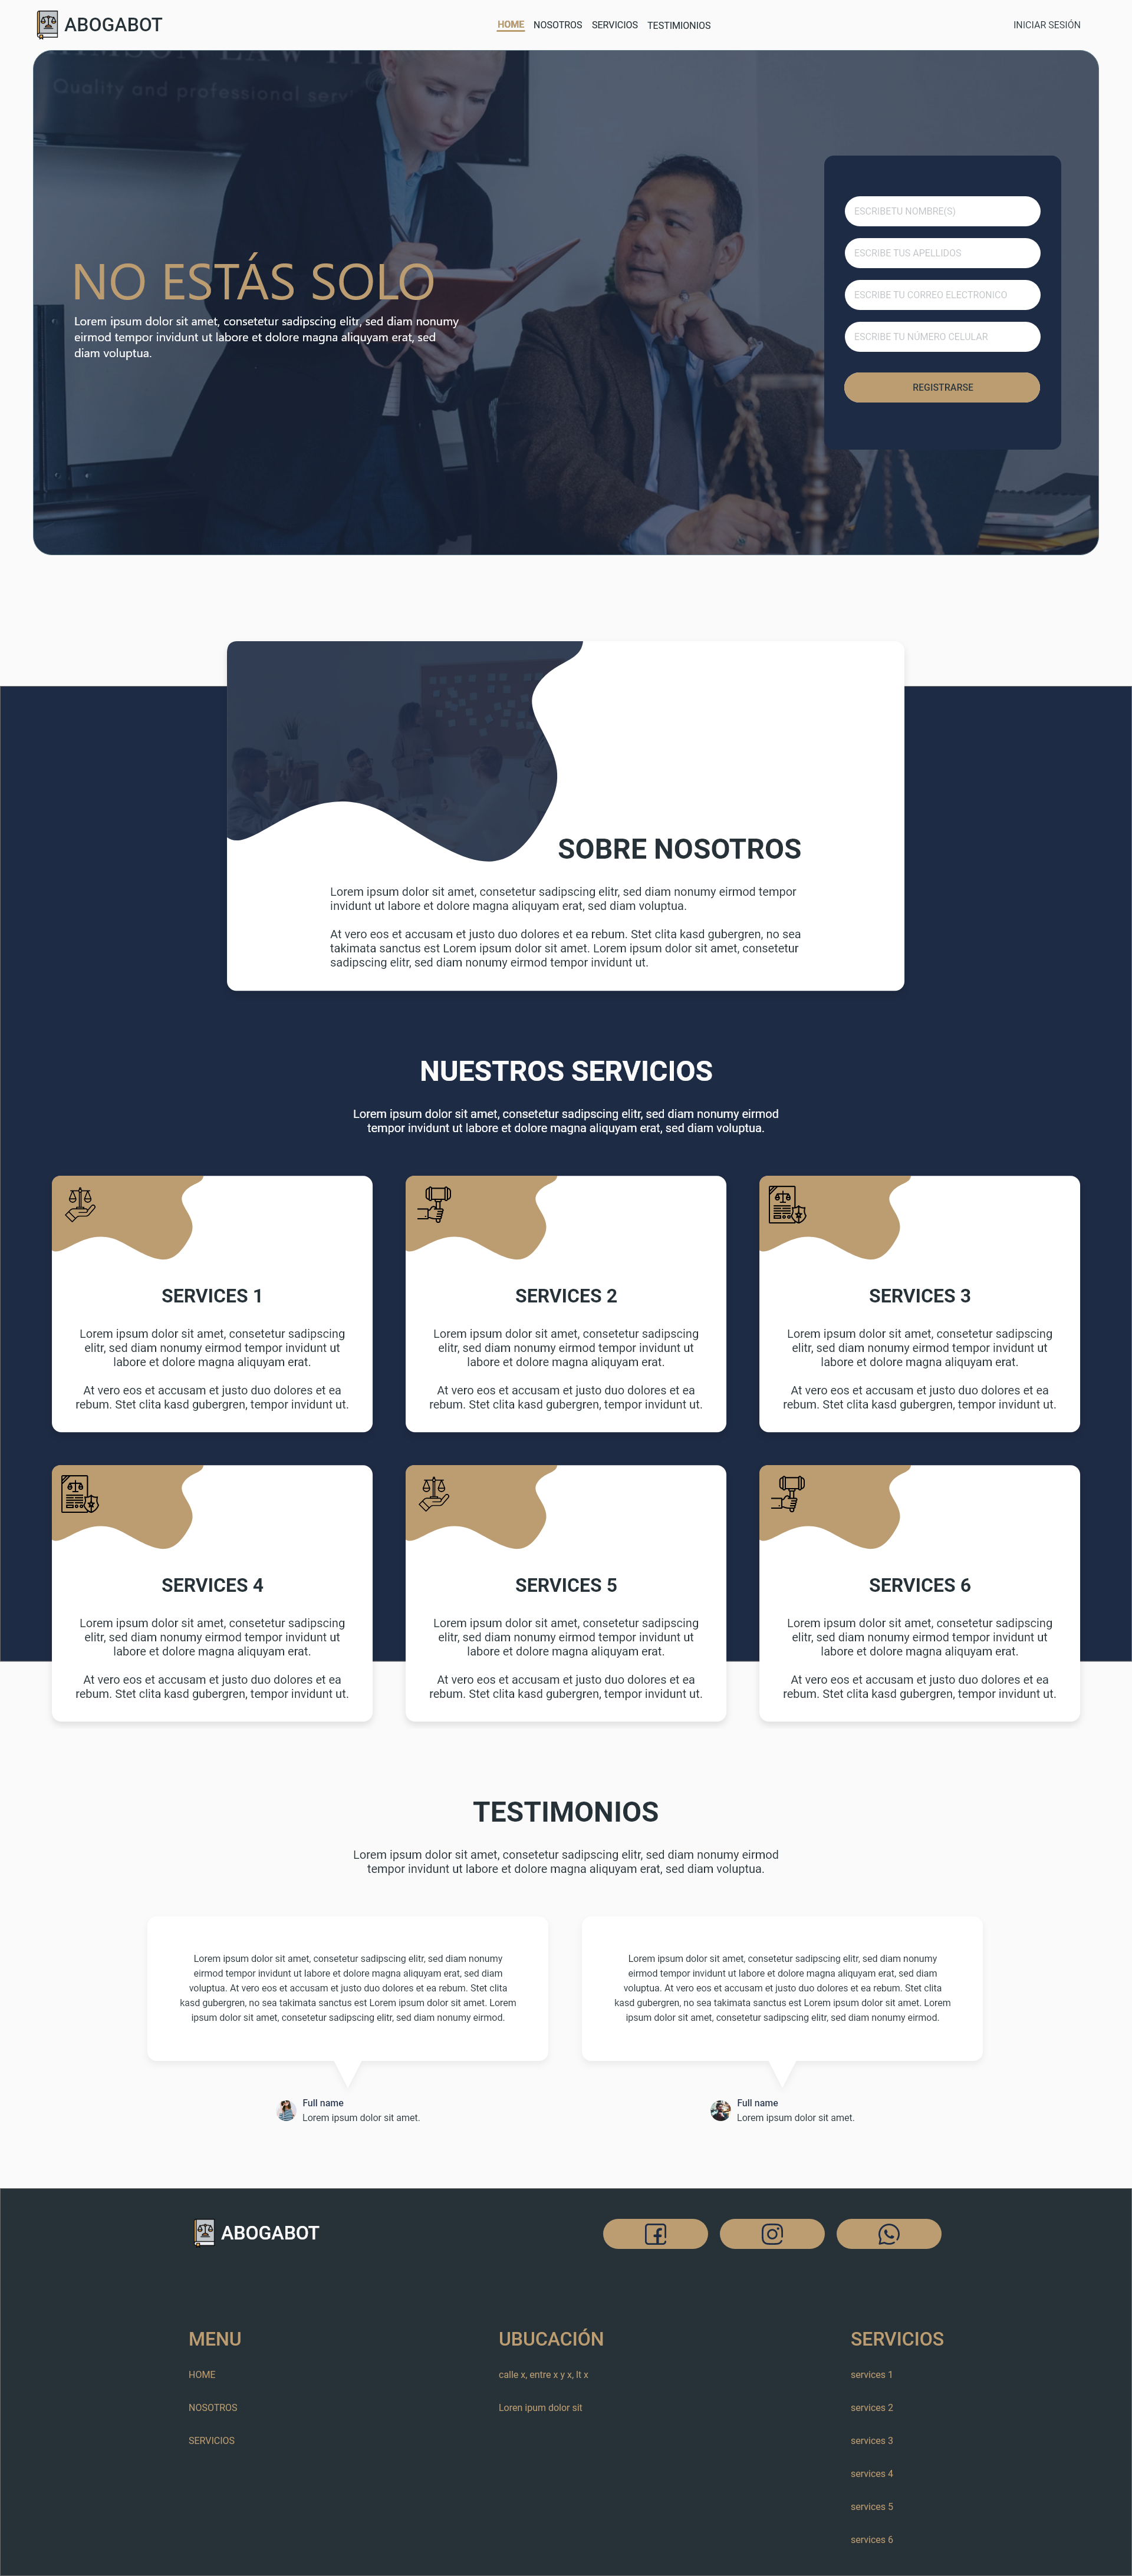 ABOGABOT
HOME NOSOTROS SERVICIOS TESTIMIONIOS
INICIAR SESIÓN
Quality and professional serv
NO ESTÁS SOLO
Lorem ipsum dolor sit amet, consetetur sadipscing elitr, sed diam nonumy
eirmod tempor invidunt ut labore et dolore magna aliquyam erat, sed
diam voluptua.
ESCRIBETU NOMBRE(S)
ESCRIBE TUS APELLIDOS
ESCRIBE TU CORREO ELECTRONICO
ESCRIBE TU NÚMERO CELULAR
REGISTRARSE
SOBRE NOSOTROS
Lorem ipsum dolor sit amet, consetetur sadipscing elitr, sed diam nonumy eirmod tempor
invidunt ut labore et dolore magna aliquyam erat, sed diam voluptua.
At vero eos et accusam et justo duo dolores et ea rebum. Stet clita kasd gubergren, no sea
takimata sanctus est Lorem ipsum dolor sit amet. Lorem ipsum dolor sit amet, consetetur
sadipscing elitr, sed diam nonumy eirmod tempor invidunt ut.
NUESTROS SERVICIOS
Lorem ipsum dolor sit amet, consetetur sadipscing elitr, sed diam nonumy eirmod
tempor invidunt ut labore et dolore magna aliquyam erat, sed diam voluptua.
SERVICES 1
Lorem ipsum dolor sit amet, consetetur sadipscing
elitr, sed diam nonumy eirmod tempor invidunt ut
labore et dolore magna aliquyam erat.
At vero eos et accusam et justo duo dolores et ea
rebum. Stet clita kasd gubergren, tempor invidunt ut.
SERVICES 2
Lorem ipsum dolor sit amet, consetetur sadipscing
elitr, sed diam nonumy eirmod tempor invidunt ut
labore et dolore magna aliquyam erat.
At vero eos et accusam et justo duo dolores et ea
rebum. Stet clita kasd gubergren, tempor invidunt ut.
SERVICES 3
Lorem ipsum dolor sit amet, consetetur sadipscing
elitr, sed diam nonumy eirmod tempor invidunt ut
labore et dolore magna aliquyam erat.
At vero eos et accusam et justo duo dolores et ea
rebum. Stet clita kasd gubergren, tempor invidunt ut.
SERVICES 4
Lorem ipsum dolor sit amet, consetetur sadipscing
elitr, sed diam nonumy eirmod tempor invidunt ut
labore et dolore magna aliquyam erat.
At vero eos et accusam et justo duo dolores et ea
rebum. Stet clita kasd gubergren, tempor invidunt ut.
SERVICES 5
Lorem ipsum dolor sit amet, consetetur sadipscing
elitr, sed diam nonumy eirmod tempor invidunt ut
labore et dolore magna aliquyam erat.
At vero eos et accusam et justo duo dolores et ea
rebum. Stet clita kasd gubergren, tempor invidunt ut.
SERVICES 6
Lorem ipsum dolor sit amet, consetetur sadipscing
elitr, sed diam nonumy eirmod tempor invidunt ut
labore et dolore magna aliquyam erat.
At vero eos et accusam et justo duo dolores et ea
rebum. Stet clita kasd gubergren, tempor invidunt ut.
TESTIMONIOS
Lorem ipsum dolor sit amet, consetetur sadipscing elitr, sed diam nonumy eirmod
tempor invidunt ut labore et dolore magna aliquyam erat, sed diam voluptua.
Lorem ipsum dolor sit amet, consetetur sadipscing elitr, sed diam nonumy
eirmod tempor invidunt ut labore et dolore magna aliquyam erat, sed diam
voluptua. At vero eos et accusam et justo duo dolores et ea rebum. Stet clita
kasd gubergren, no sea takimata sanctus est Lorem ipsum dolor sit amet. Lorem
ipsum dolor sit amet, consetetur sadipscing elitr, sed diam nonumy eirmod.
Full name
Lorem ipsum dolor sit amet.
Lorem ipsum dolor sit amet, consetetur sadipscing elitr, sed diam nonumy
eirmod tempor invidunt ut labore et dolore magna aliquyam erat, sed diam
voluptua. At vero eos et accusam et justo duo dolores et ea rebum. Stet clita
kasd gubergren, no sea takimata sanctus est Lorem ipsum dolor sit amet. Lorem
ipsum dolor sit amet, consetetur sadipscing elitr, sed diam nonumy eirmod.
Full name
Lorem ipsum dolor sit amet.
ABOGABOT
MENU
HOME
NOSOTROS
SERVICIOS
UBUCACIÓN
calle x, entre x y x, lt x
Loren ipum dolor sit
SERVICIOS
services 1
services 2
services 3
services 4
services 5
services 6